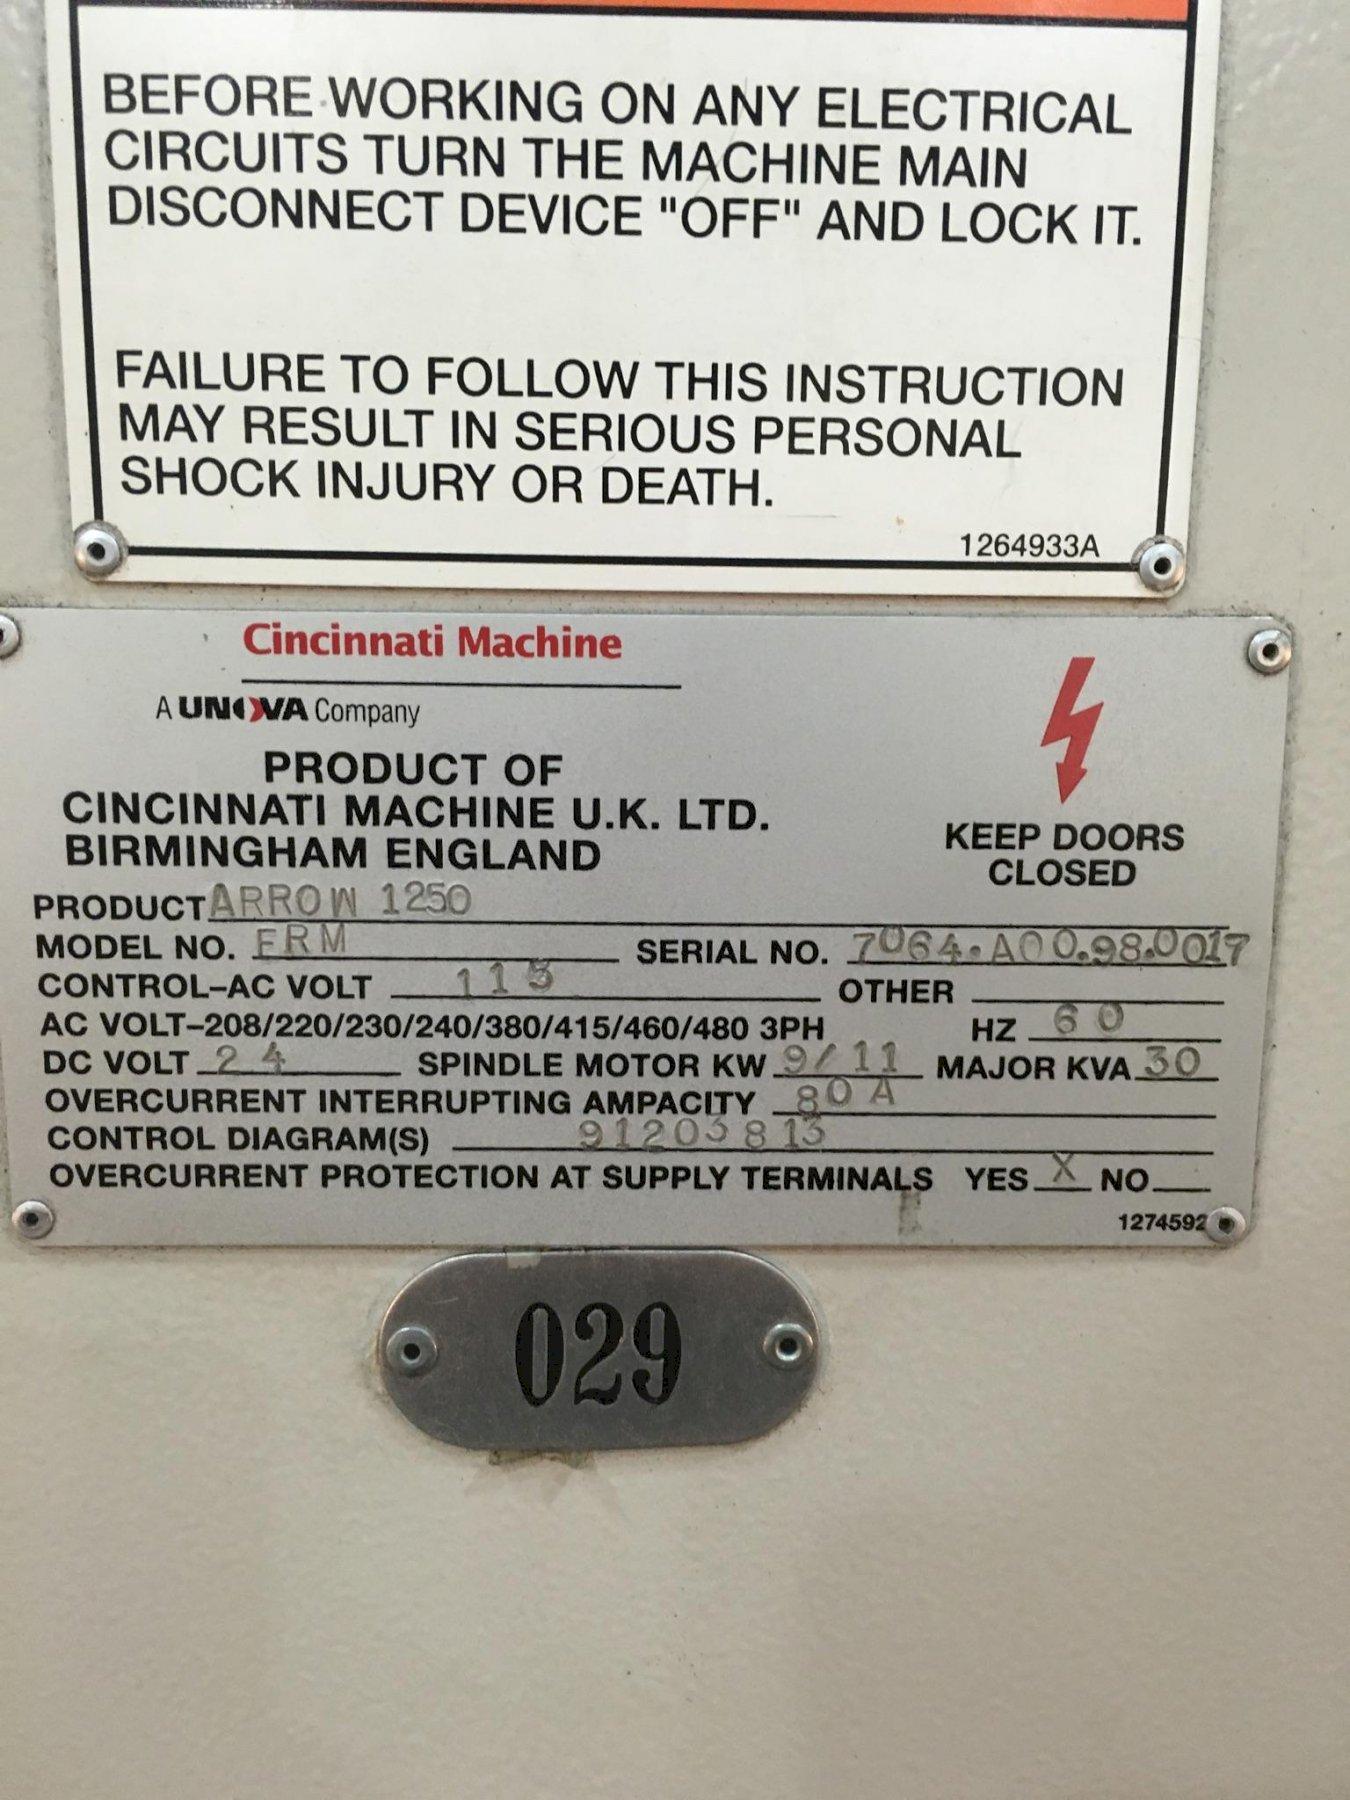 BEFORE WORKING ON ANY ELECTRICAL
CIRCUITS TURN THE MACHINE MAIN
DISCONNECT DEVICE "OFF" AND LOCK IT.
FAILURE TO FOLLOW THIS INSTRUCTION
MAY RESULT IN SERIOUS PERSONAL
SHOCK INJURY OR DEATH.
1264933A
Cincinnati Machine
A UNOVA Company
PRODUCT OF
CINCINNATI MACHINE U.K. LTD.
BIRMINGHAM ENGLAND
KEEP DOORS
CLOSED
PRODUCT ARROW 1250
MODEL NO. ERM SERIAL NO. 7064.A00.98.0017
CONTROL-AC VOLT 115 OTHER
AC VOLT-208/220/230/240/380/415/460/480 3PH HZ 60
DC VOLT 24 SPINDLE MOTOR KW 9/11 MAJOR KVA 30
OVERCURRENT INTERRUPTING AMPACITY 80A
CONTROL DIAGRAM(S) 91203813
OVERCURRENT PROTECTION AT SUPPLY TERMINALS YES X NO
1274592
029